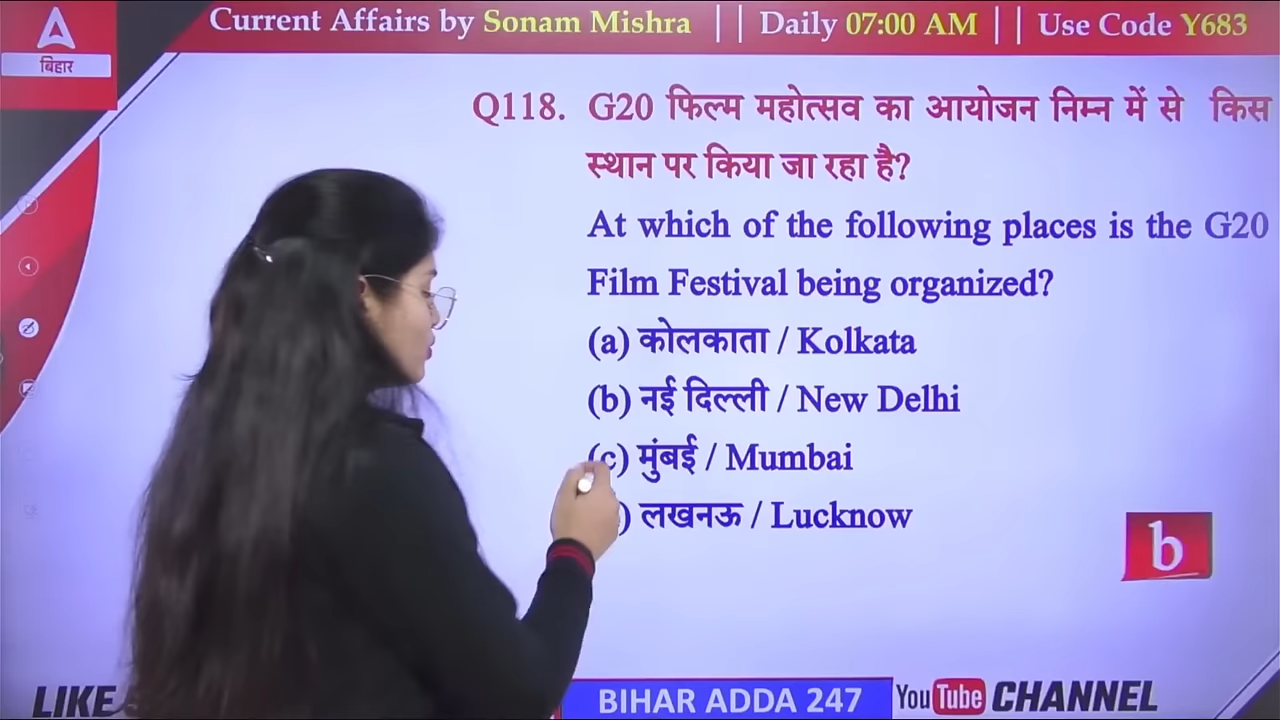 Current Affairs by Sonam Mishra || Daily 07:00 AM || Use Code Y683
बिहार
Q118. G20 फिल्म महोत्सव का आयोजन निम्न में से किस
स्थान पर किया जा रहा है?
At which of the following places is the G20
Film Festival being organized?
(a) कोलकाता / Kolkata
(b) नई दिल्ली / New Delhi
(c) मुंबई / Mumbai
) लखनऊ / Lucknow
b
LIKE
BIHAR ADDA 247
YouTube CHANNEL